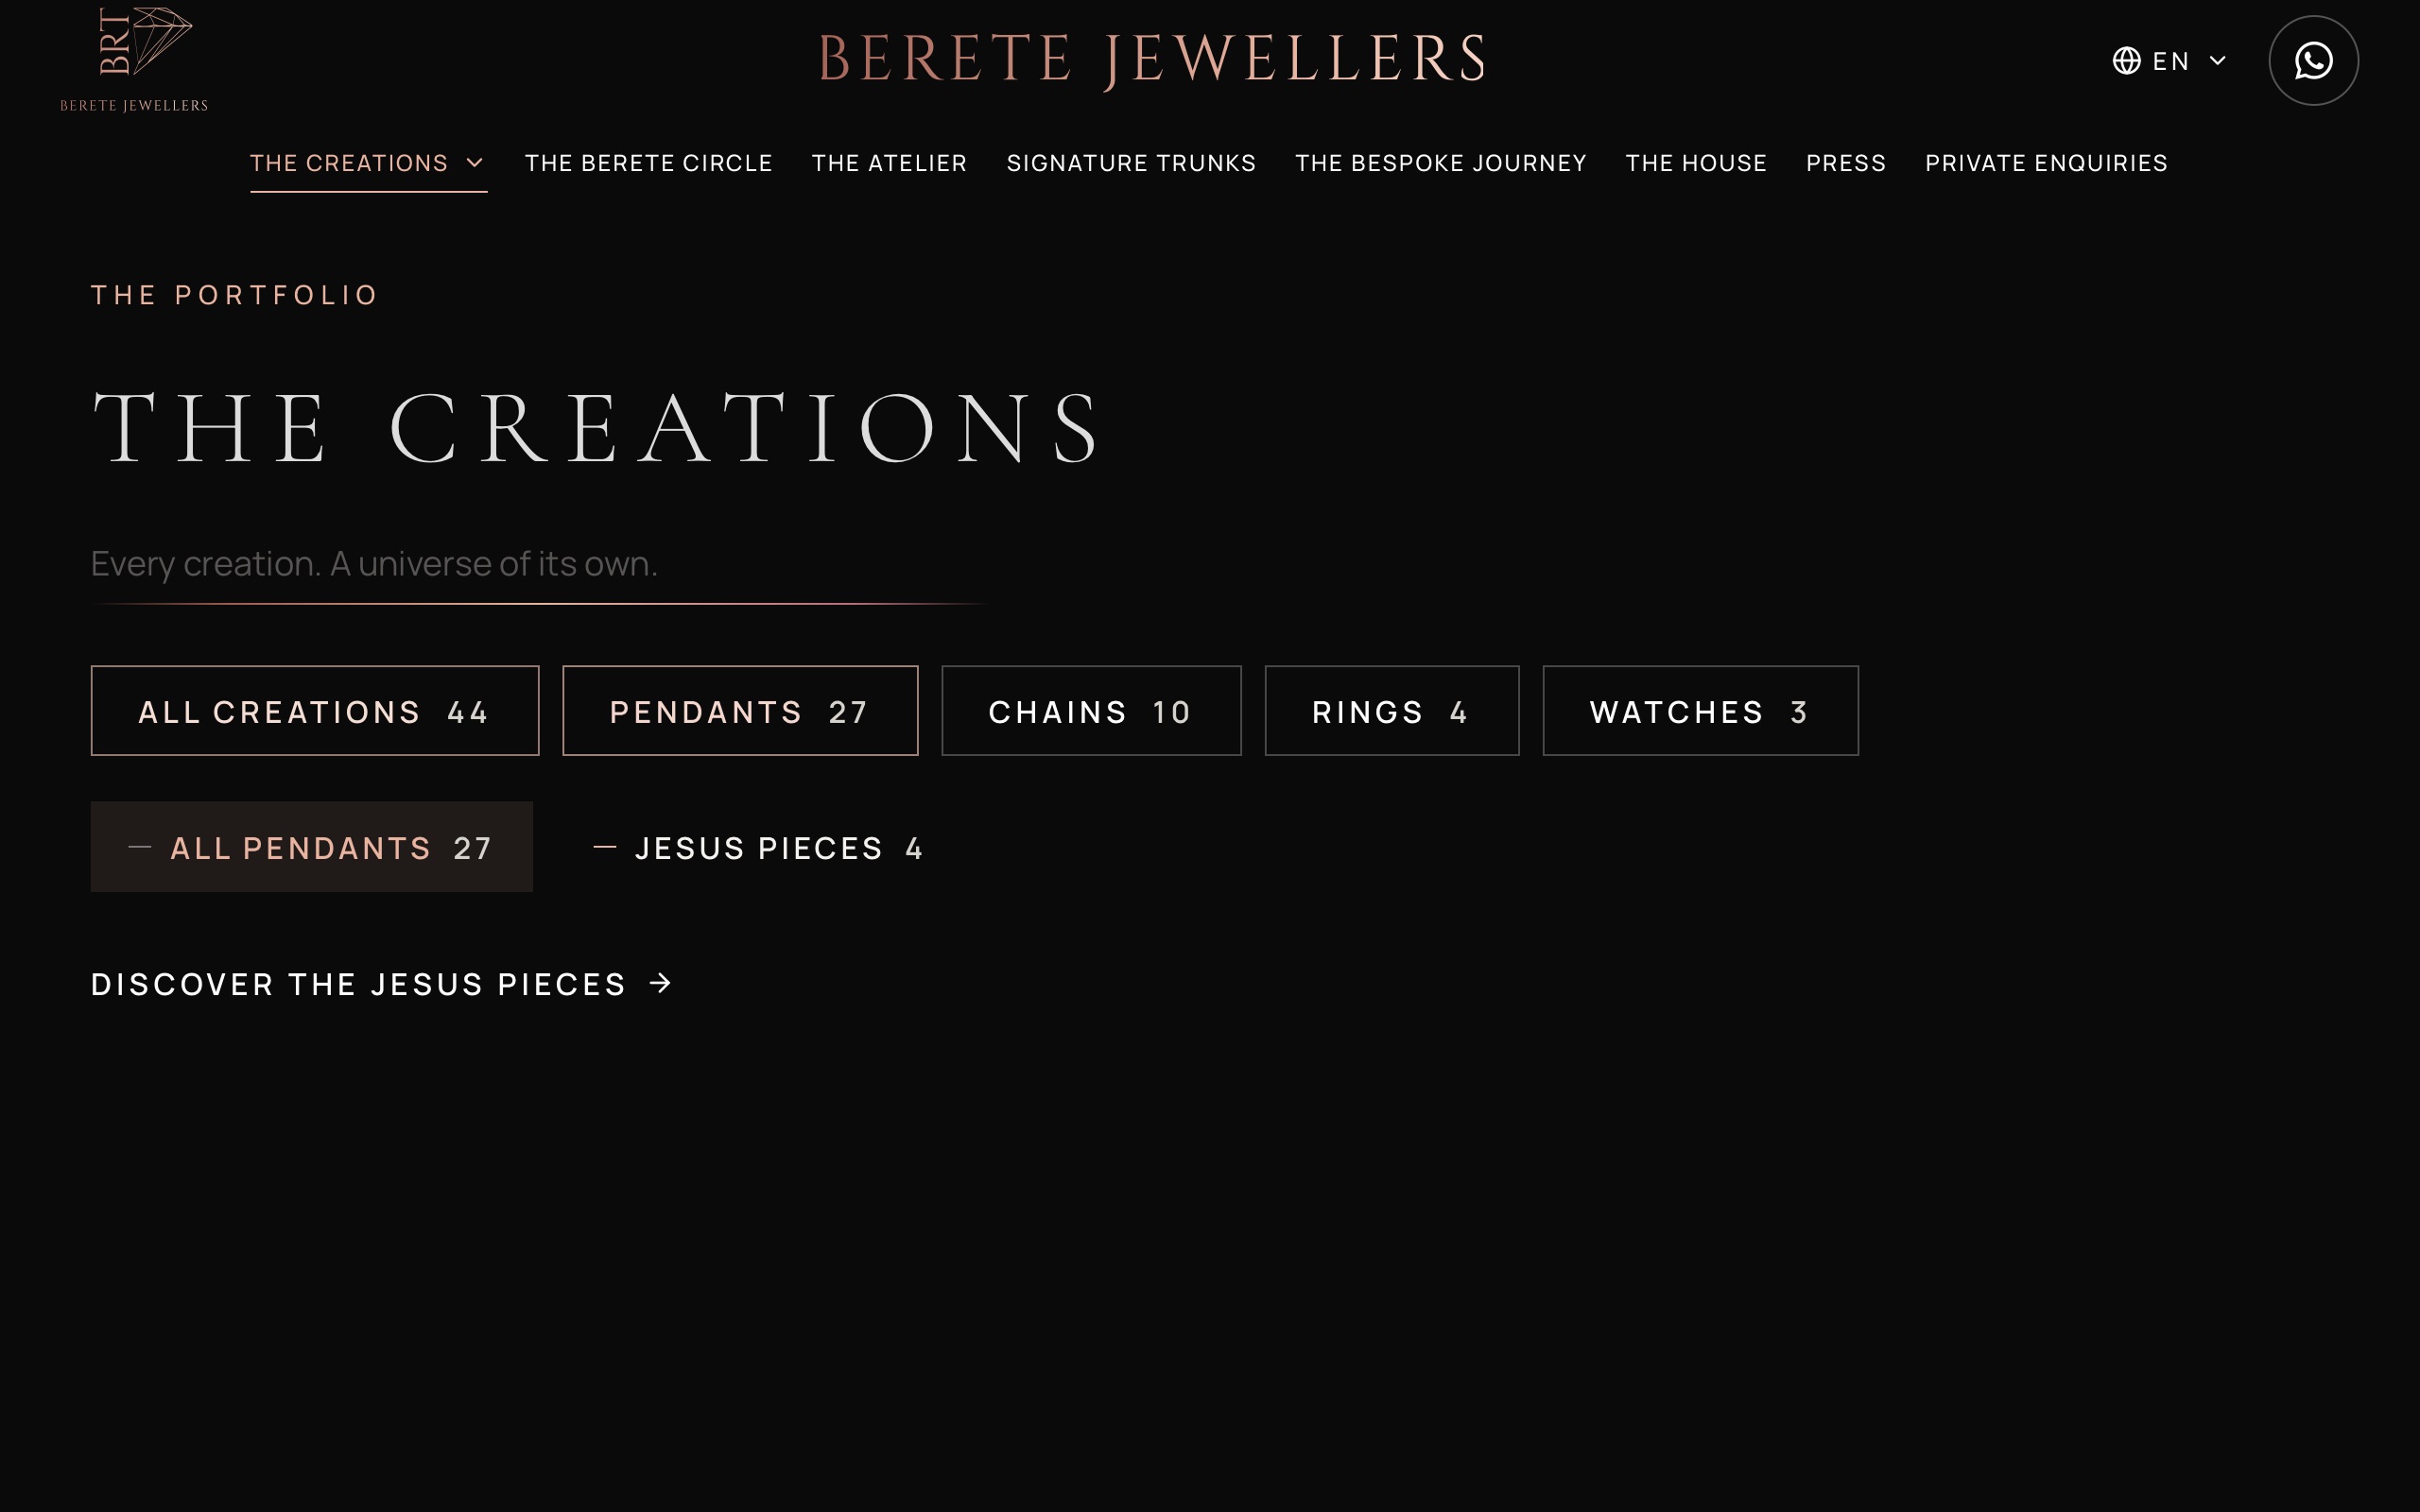 BRT
BERETE JEWELLERS
BERETE JEWELLERS
EN
THE CREATIONS THE BERETE CIRCLE THE ATELIER SIGNATURE TRUNKS THE BESPOKE JOURNEY THE HOUSE PRESS PRIVATE ENQUIRIES
THE PORTFOLIO
THE CREATIONS
Every creation. A universe of its own.
ALL CREATIONS 44 PENDANTS 27 CHAINS 10 RINGS 4 WATCHES 3
— ALL PENDANTS 27 — JESUS PIECES 4
DISCOVER THE JESUS PIECES →